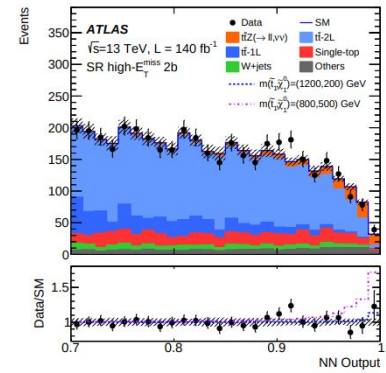 Events
350
300
250
200
150
100
50
0
ATLAS
√s=13 TeV, L = 140 fb⁻¹
SR high-E_T^miss 2b
Data
SM
tt̄Z(→ ll,νν)
tt̄-2L
tt̄-1L
Single-top
W+jets
Others
m(t̃₁,χ̃₁⁰)=(1200,200) GeV
m(t̃₁,χ̃₁⁰)=(800,500) GeV
Data/SM
1.5
1
0.7
0.8
0.9
1
NN Output